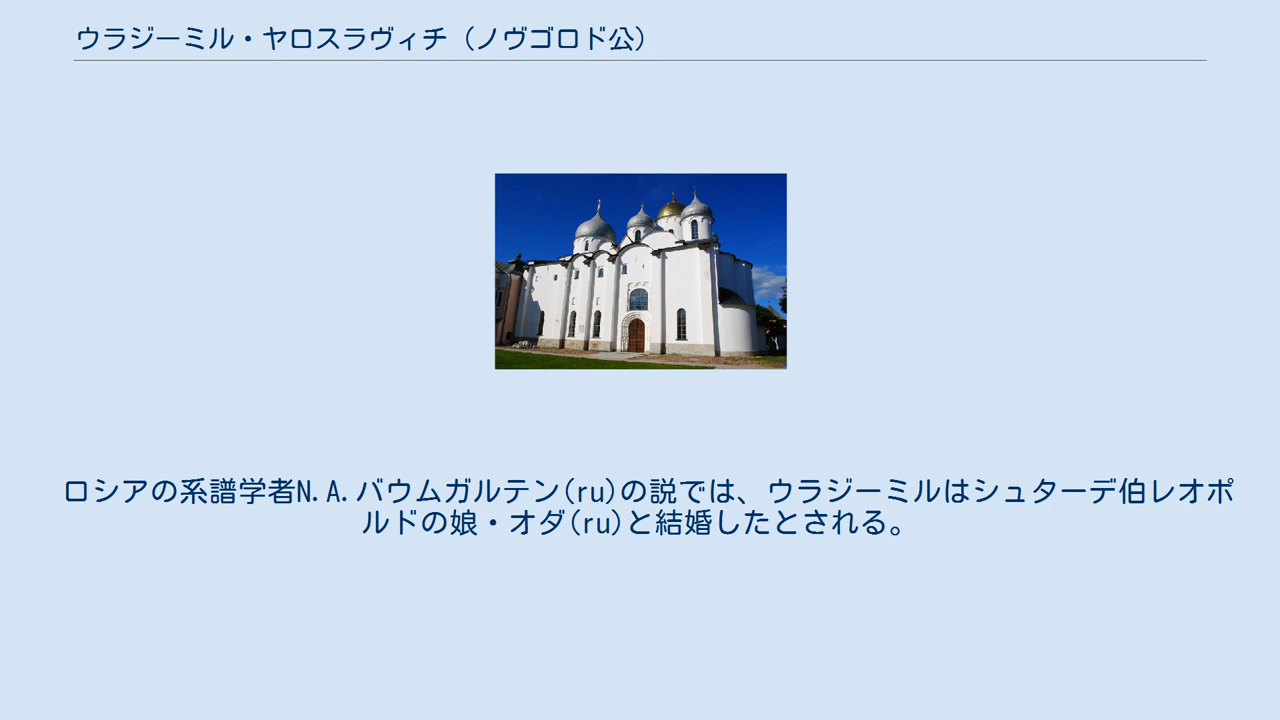 ウラジーミル・ヤロスラヴィチ（ノヴゴロド公）
ロシアの系譜学者N.A.バウムガルテン(ru)の説では、ウラジーミルはシュターデ伯レオポ
ルドの娘・オダ(ru)と結婚したとされる。